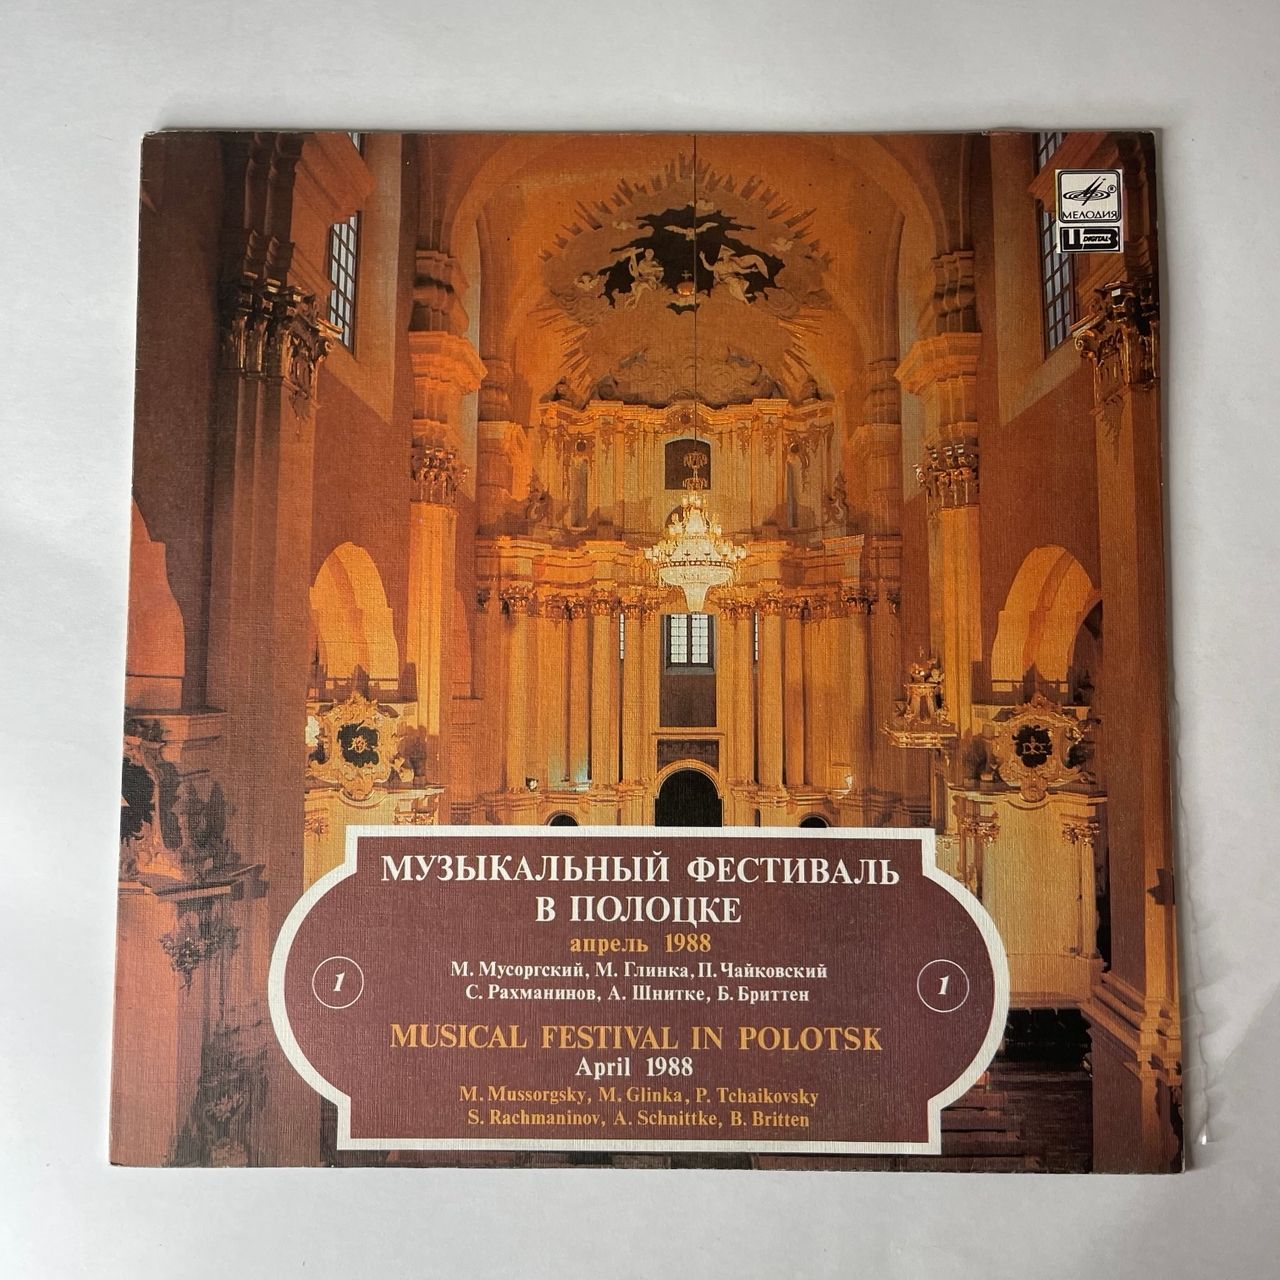 МЕЛОДИЯ
DIGITAL
МУЗЫКАЛЬНЫЙ ФЕСТИВАЛЬ
В ПОЛОЦКЕ
апрель 1988
М. Мусоргский, М. Глинка, П. Чайковский
С. Рахманинов, А. Шнитке, Б. Бриттен
1
1
MUSICAL FESTIVAL IN POLOTSK
April 1988
M. Mussorgsky, M. Glinka, P. Tchaikovsky
S. Rachmaninov, A. Schnittke, B. Britten